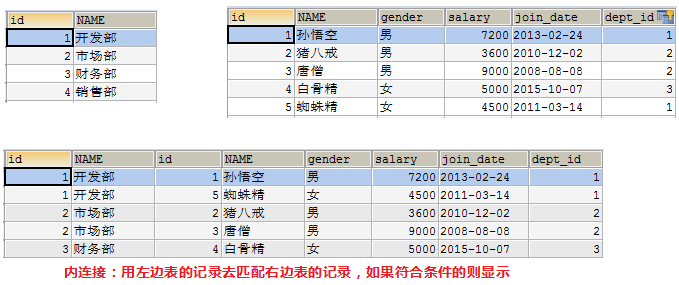 id NAME
1 开发部
2 市场部
3 财务部
4 销售部
id NAME gender salary join_date dept_id
1 孙悟空 男 7200 2013-02-24 1
2 猪八戒 男 3600 2010-12-02 2
3 唐僧 男 9000 2008-08-08 2
4 白骨精 女 5000 2015-10-07 3
5 蜘蛛精 女 4500 2011-03-14 1
id NAME id NAME gender salary join_date dept_id
1 开发部 1 孙悟空 男 7200 2013-02-24 1
1 开发部 5 蜘蛛精 女 4500 2011-03-14 1
2 市场部 2 猪八戒 男 3600 2010-12-02 2
2 市场部 3 唐僧 男 9000 2008-08-08 2
3 财务部 4 白骨精 女 5000 2015-10-07 3
内连接：用左边表的记录去匹配右边表的记录，如果符合条件的则显示